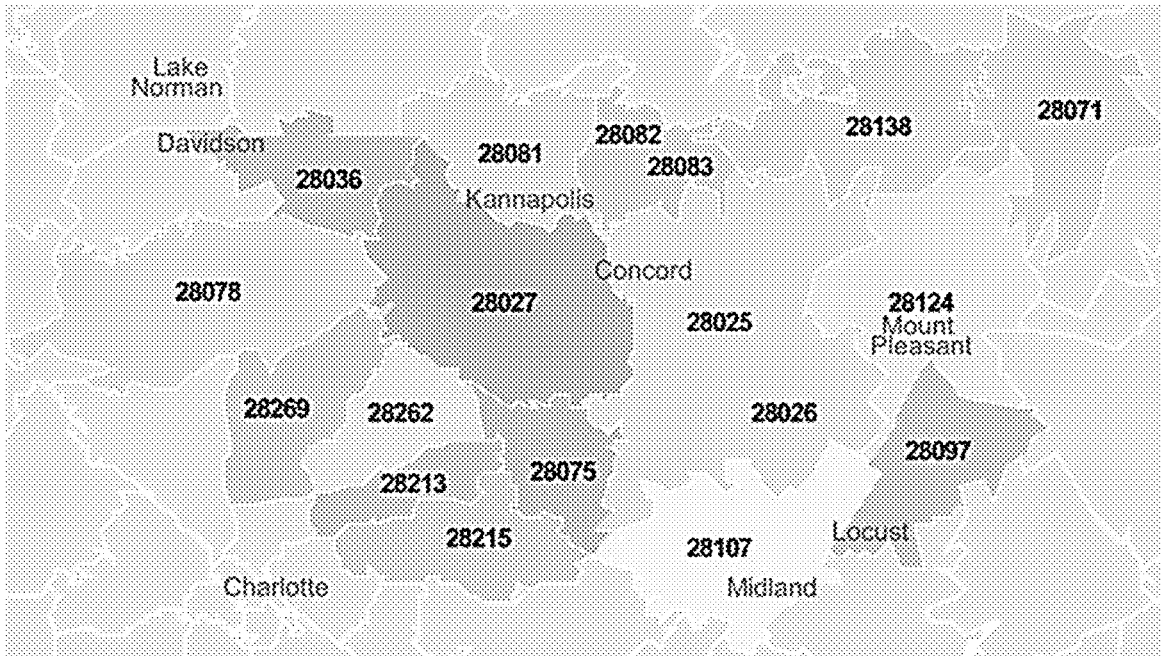 Lake
Norman
28071
28138
28082
Davidson
28081
28083
28036
Kannapolis
Concord
28078
28027
28124
28025
Mount
Pleasant
28269
28262
28026
28097
28075
28213
Locust
28215
28107
Charlotte
Midland